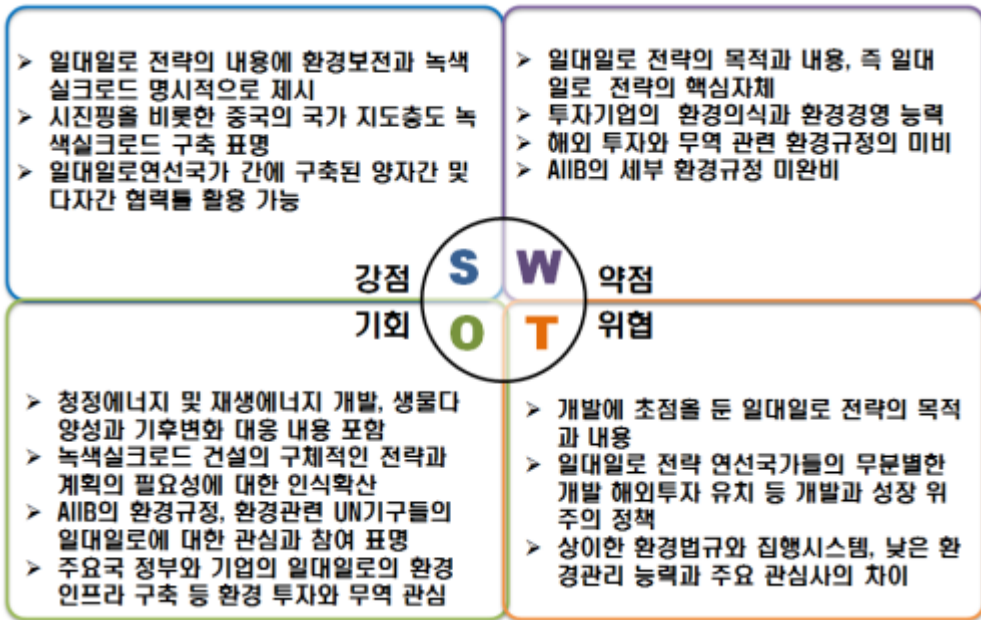 ➢ 일대일로 전략의 내용에 환경보전과 녹색
실크로드 명시적으로 제시
➢ 시진핑올 비롯한 중국의 국가 지도층도 녹
색실크로드 구축 표명
➢ 일대일로연선국가 간에 구축된 양자간 및
다자간 협력틀 활용 가능
➢ 일대일로 전략의 목적과 내용, 즉 일대
일로 전략의 핵심자체
➢ 투자기업의 환경의식과 환경경영 능력
➢ 해외 투자와 무역 관련 환경규정의 미비
➢ AIIB의 세부 환경규정 미완비
강점 S W 약점
기회 O T 위협
➢ 청정에너지 및 재생에너지 개발, 생물다
양성과 기후변화 대응 내용 포함
➢ 녹색실크로드 건설의 구체적인 전략과
계획의 필요성에 대한 인식확산
➢ AIIB의 환경규정, 환경관련 UN기구들의
일대일로에 대한 관심과 참여 표명
➢ 주요국 정부와 기업의 일대일로의 환경
인프라 구축 등 환경 투자와 무역 관심
➢ 개발에 초점올 둔 일대일로 전략의 목적
과 내용
➢ 일대일로 전략 연선국가들의 무분별한
개발 해외투자 유치 등 개발과 성장 위
주의 정책
➢ 상이한 환경법규와 집행시스템, 낮은 환
경관리 능력과 주요 관심사의 차이